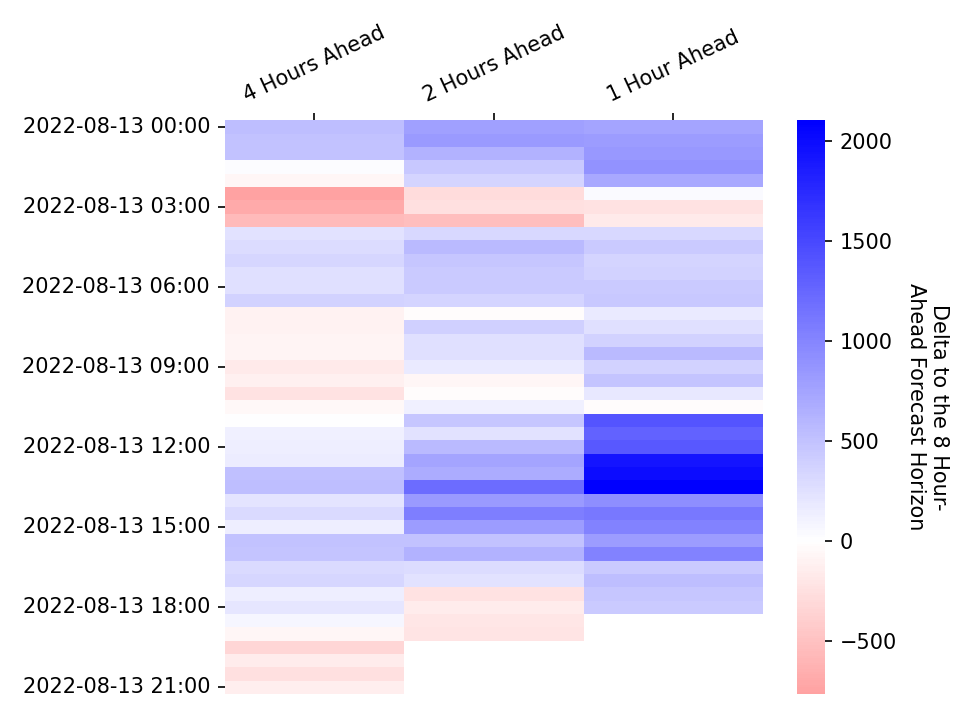 4 Hours Ahead
2 Hours Ahead
1 Hour Ahead
2022-08-13 00:00
2022-08-13 03:00
2022-08-13 06:00
2022-08-13 09:00
2022-08-13 12:00
2022-08-13 15:00
2022-08-13 18:00
2022-08-13 21:00
2000
1500
1000
500
0
−500
Delta to the 8 Hour-
Ahead Forecast Horizon